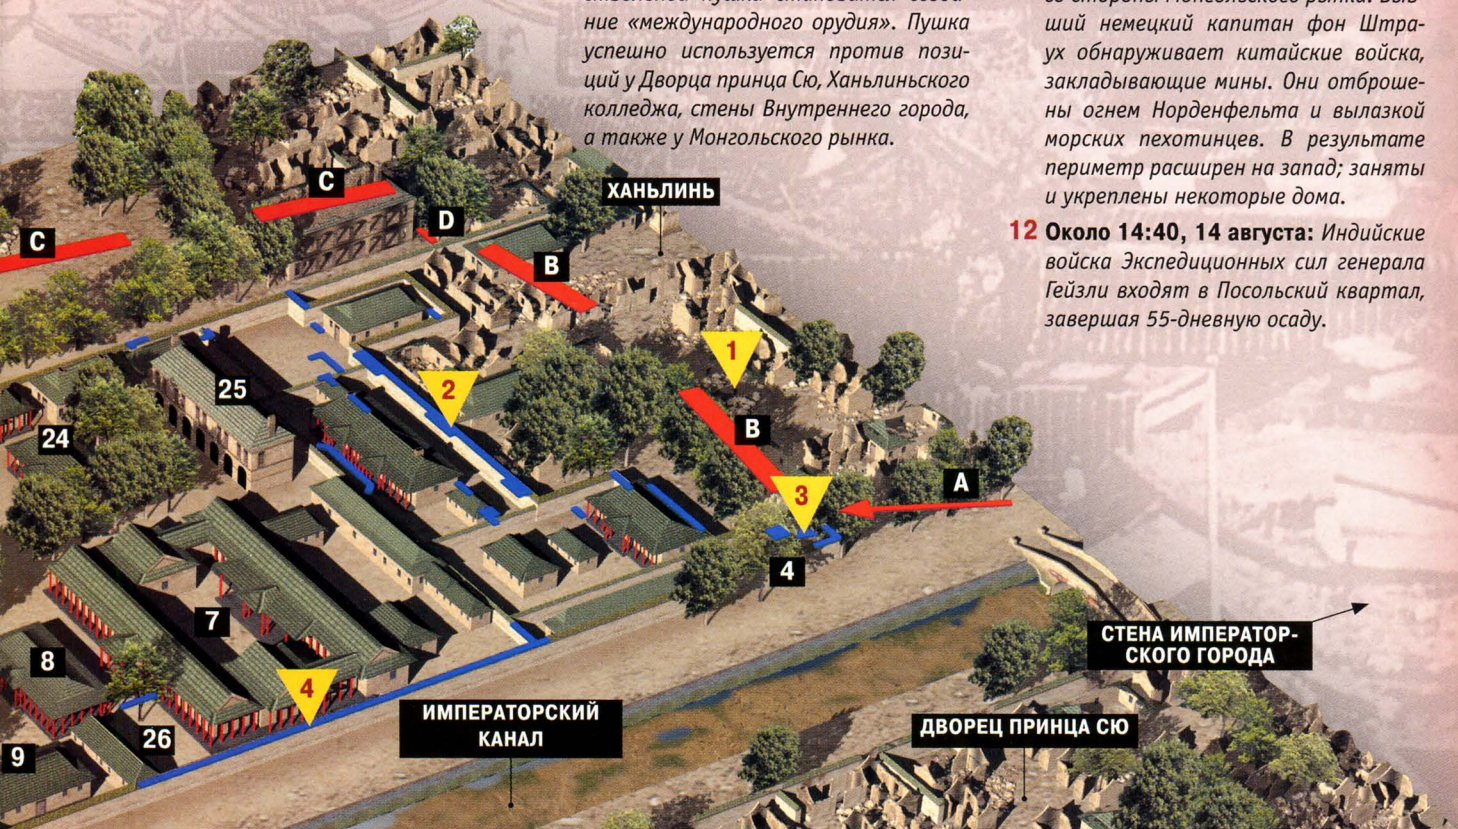 ние «международного орудия». Пушка
успешно используется против пози-
ций у Дворца принца Сю, Ханьлиньского
колледжа, стены Внутреннего города,
а также у Монгольского рынка.
ший немецкий капитан фон Штра-
ух обнаруживает китайские войска,
закладывающие мины. Они отброше-
ны огнем Норденфельта и вылазкой
морских пехотинцев. В результате
периметр расширен на запад; заняты
и укреплены некоторые дома.
12 Около 14:40, 14 августа: Индийские
войска Экспедиционных сил генерала
Гейзли входят в Посольский квартал,
завершая 55-дневную осаду.
ХАНЬЛИНЬ
C
C
D
B
1
2
25
24
B
3
A
4
7
8
4
26
9
СТЕНА ИМПЕРАТОР-
СКОГО ГОРОДА
ИМПЕРАТОРСКИЙ
КАНАЛ
ДВОРЕЦ ПРИНЦА СЮ